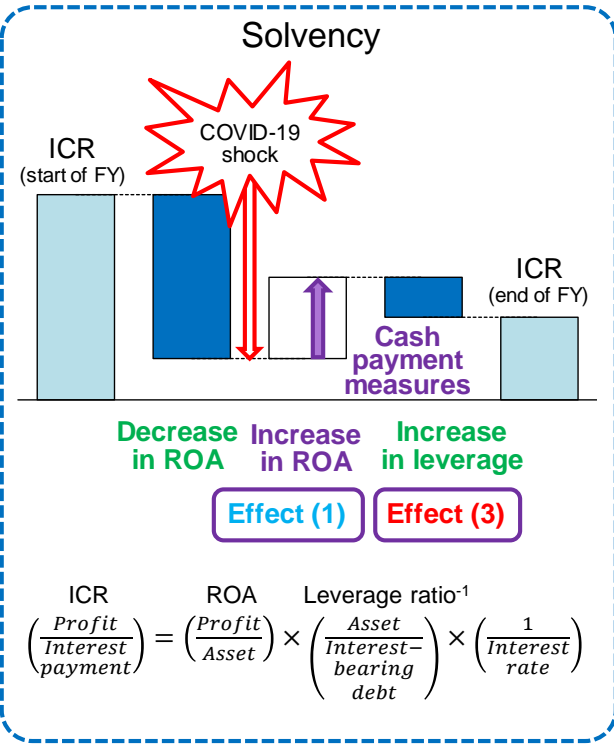 Solvency
COVID-19
shock
ICR
(start of FY)
ICR
(end of FY)
Cash
payment
measures
Decrease
in ROA
Increase
in ROA
Increase
in leverage
Effect (1)
Effect (3)
ICR ROA Leverage ratio⁻¹
(Profit / Interest payment) = (Profit / Asset) × (Asset / Interest− bearing debt) × (1 / Interest rate)